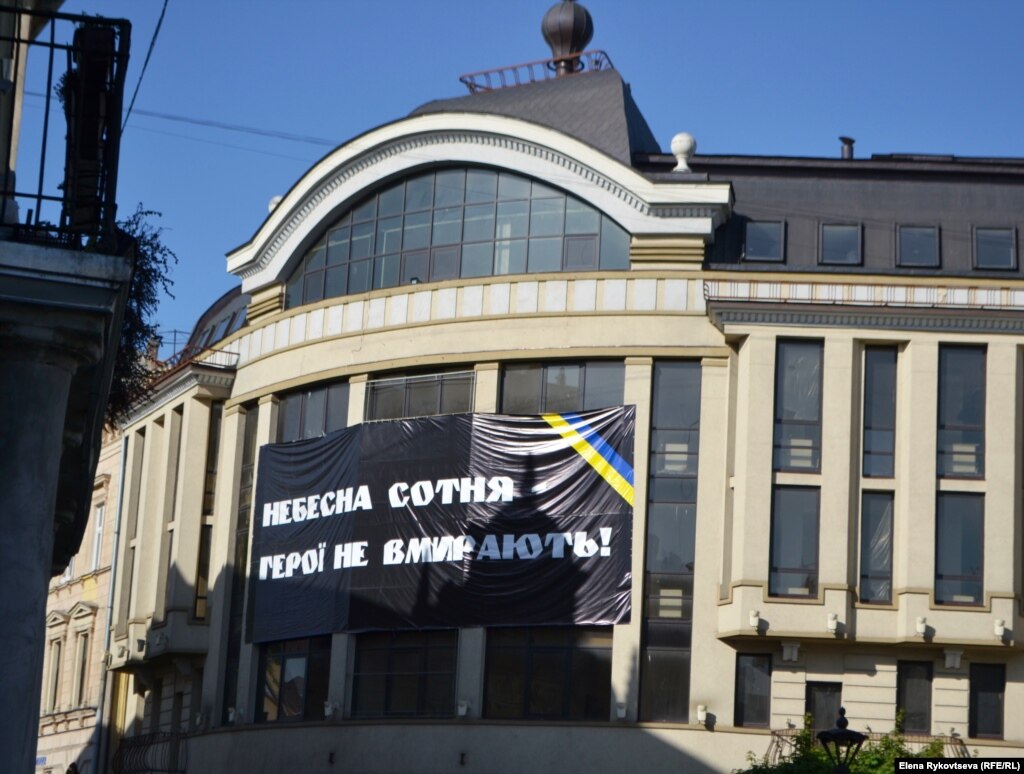 НЕБЕСНА СОТНЯ -
ГЕРОЇ НЕ ВМИРАЮТЬ!
Elena Rykovtseva (RFE/RL)